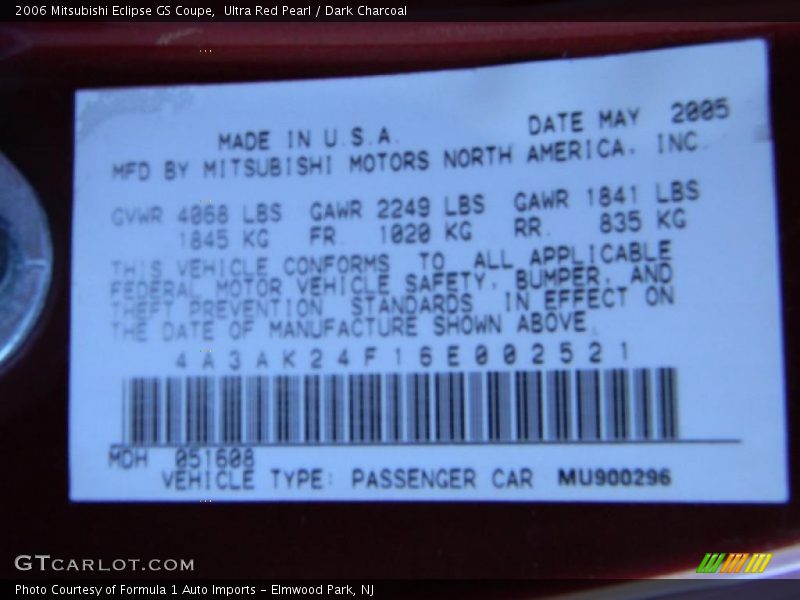 2006 Mitsubishi Eclipse GS Coupe,  Ultra Red Pearl / Dark Charcoal
MADE IN U.S.A. DATE MAY 2005
MFD BY MITSUBISHI MOTORS NORTH AMERICA, INC.
GVWR 4068 LBS GAWR 2249 LBS GAWR 1841 LBS
1845 KG FR. 1020 KG RR. 835 KG
THIS VEHICLE CONFORMS TO ALL APPLICABLE
FEDERAL MOTOR VEHICLE SAFETY, BUMPER, AND
THEFT PREVENTION STANDARDS IN EFFECT ON
THE DATE OF MANUFACTURE SHOWN ABOVE.
4A3AK24F16E002521
MDH 051608
VEHICLE TYPE: PASSENGER CAR MU900296
GTCARLOT.COM
Photo Courtesy of Formula 1 Auto Imports - Elmwood Park, NJ